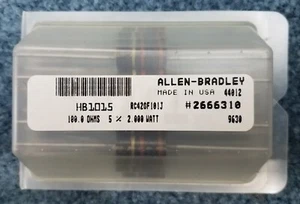 ALLEN-BRADLEY
MADE IN USA 44012
HB1015 RC42GF101J #2666310
100.0 OHMS 5 % 2.000 WATT 9630